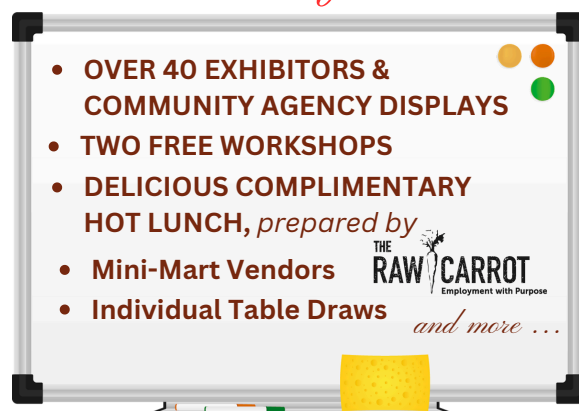 • OVER 40 EXHIBITORS &
COMMUNITY AGENCY DISPLAYS
• TWO FREE WORKSHOPS
• DELICIOUS COMPLIMENTARY
HOT LUNCH, prepared by
THE
RAW CARROT
Employment with Purpose
• Mini-Mart Vendors
• Individual Table Draws
and more ...